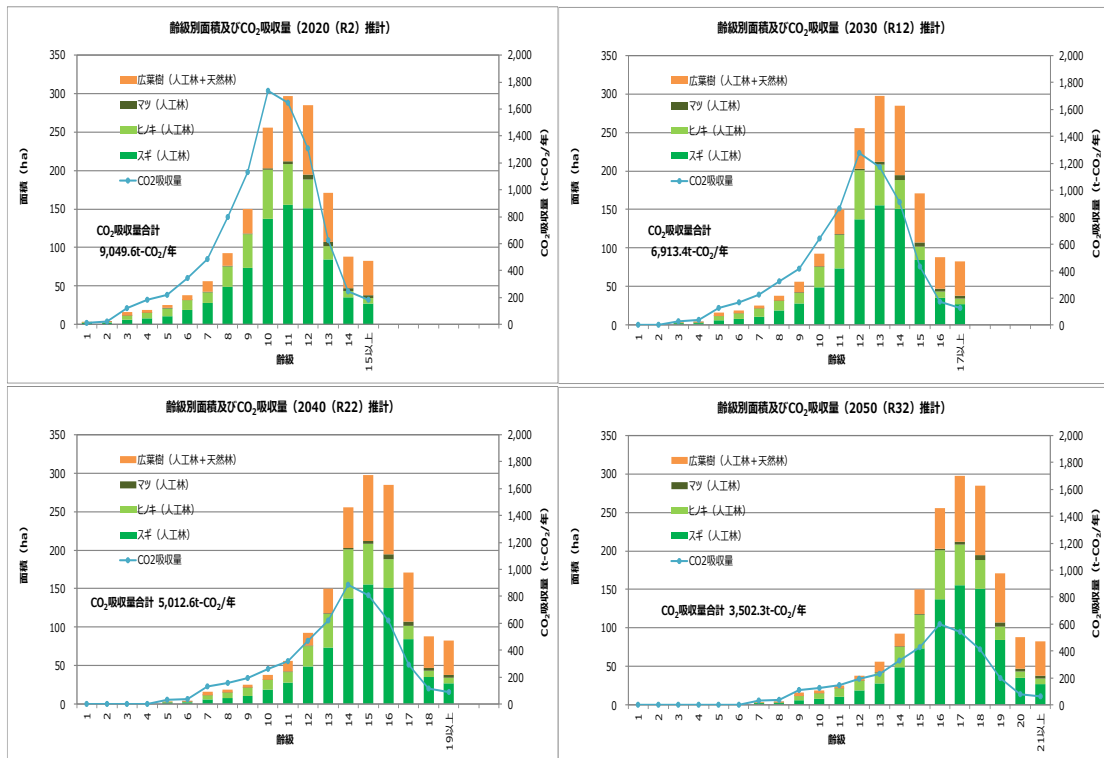 齢級別面積及びCO₂吸収量（2020（R2）推計）
350
300
250
200
150
100
50
0
面積（ha）
2,000
1,800
1,600
1,400
1,200
1,000
800
600
400
200
0
CO₂吸収量（t-CO₂/年）
広葉樹（人工林＋天然林）
マツ（人工林）
ヒノキ（人工林）
スギ（人工林）
CO2吸収量
CO₂吸収量合計
9,049.6t-CO₂/年
1 2 3 4 5 6 7 8 9 10 11 12 13 14 15以上
齢級
齢級別面積及びCO₂吸収量（2030（R12）推計）
350
300
250
200
150
100
50
0
面積（ha）
2,000
1,800
1,600
1,400
1,200
1,000
800
600
400
200
0
CO₂吸収量（t-CO₂/年）
広葉樹（人工林＋天然林）
マツ（人工林）
ヒノキ（人工林）
スギ（人工林）
CO2吸収量
CO₂吸収量合計
6,913.4t-CO₂/年
1 2 3 4 5 6 7 8 9 10 11 12 13 14 15 16 17以上
齢級
齢級別面積及びCO₂吸収量（2040（R22）推計）
350
300
250
200
150
100
50
0
面積（ha）
2,000
1,800
1,600
1,400
1,200
1,000
800
600
400
200
0
CO₂吸収量（t-CO₂/年）
広葉樹（人工林＋天然林）
マツ（人工林）
ヒノキ（人工林）
スギ（人工林）
CO2吸収量
CO₂吸収量合計 5,012.6t-CO₂/年
1 2 3 4 5 6 7 8 9 10 11 12 13 14 15 16 17 18 19以上
齢級
齢級別面積及びCO₂吸収量（2050（R32）推計）
350
300
250
200
150
100
50
0
面積（ha）
2,000
1,800
1,600
1,400
1,200
1,000
800
600
400
200
0
CO₂吸収量（t-CO₂/年）
広葉樹（人工林＋天然林）
マツ（人工林）
ヒノキ（人工林）
スギ（人工林）
CO2吸収量
CO₂吸収量合計 3,502.3t-CO₂/年
1 2 3 4 5 6 7 8 9 10 11 12 13 14 15 16 17 18 19 20 21以上
齢級